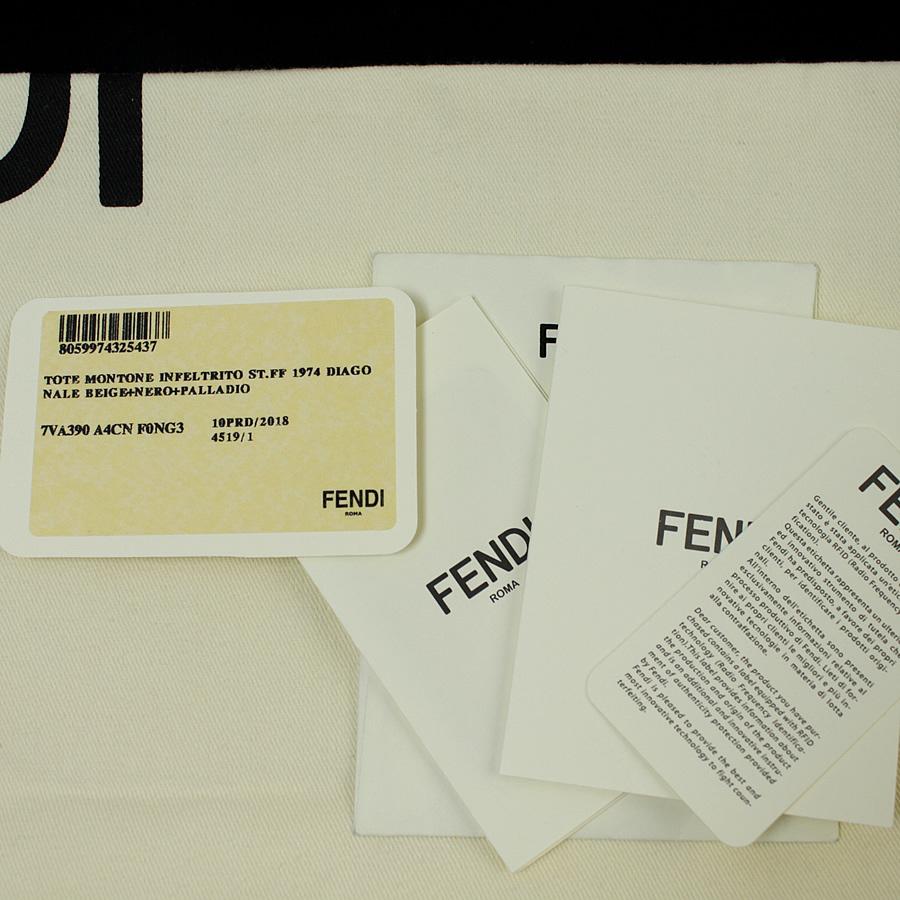 DI
8059974325437
TOTE MONTONE INFELTRITO ST.FF 1974 DIAGO
NALE BEIGE+NERO+PALLADIO
7VA390 A4CN F0NG3
10PRD/2018
4519/1
FENDI
ROMA
F
FENDI
ROMA
FEN
R
FE
ROM
Gentile cliente, al prodotto
stato è stata applicata un'etic
tecnologia RFID (Radio Frequency
fication).
Questa etichetta rappresenta un ulterio
ed innovativo strumento di tutela che
Fendi ha predisposto, a favore dei propri
clienti, per identificare i prodotti origi-
nali.
All'interno dell'etichetta sono presenti
esclusivamente informazioni relative al
processo produttivo di Fendi. Lieti di for-
nire ai propri clienti le migliori e più in-
novative tecnologie in materia di lotta
alla contraffazione.
Dear customer, the product you have pur-
chased contains a label equipped with RFID
technology (Radio Frequency Identifica-
tion).This label provides information about
the production and origin of the product
and is an additional and innovative instru-
ment of authenticity protection provided
by Fendi.
Fendi is pleased to provide the best and
most innovative technology to fight coun-
terfeiting.